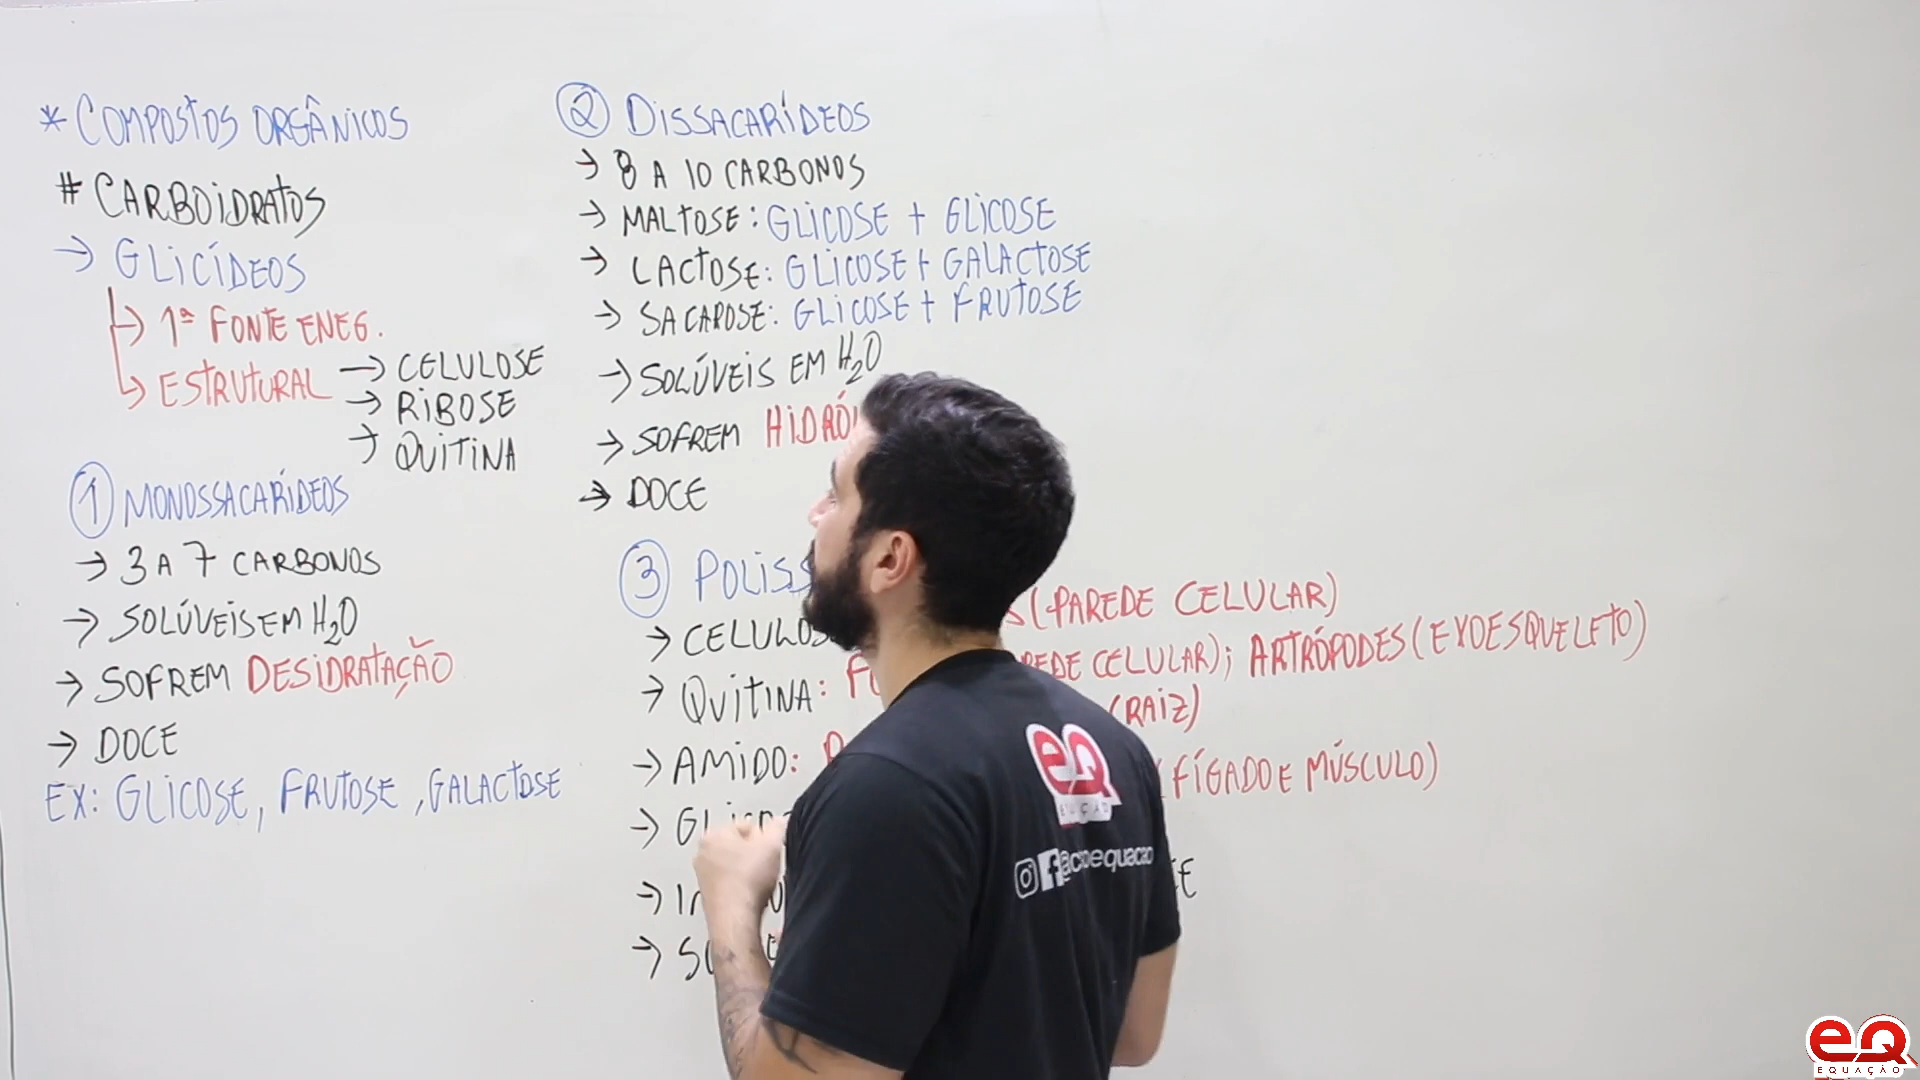 * COMPOSTOS ORGÂNICOS
# CARBOIDRATOS
→ GLICÍDEOS
→ 1ª FONTE ENEG.
→ ESTRUTURAL → CELULOSE
→ RIBOSE
→ QUITINA
① MONOSSACARÍDEOS
→ 3 A 7 CARBONOS
→ SOLÚVEIS EM H₂O
→ SOFREM DESIDRATAÇÃO
→ DOCE
EX: GLICOSE, FRUTOSE, GALACTOSE
② DISSACARÍDEOS
→ 8 A 10 CARBONOS
→ MALTOSE: GLICOSE + GLICOSE
→ LACTOSE: GLICOSE + GALACTOSE
→ SACAROSE: GLICOSE + FRUTOSE
→ SOLÚVEIS EM H₂O
→ SOFREM HIDRÓ
→ DOCE
③ POLISS
→ CELULOS (PAREDE CELULAR)
→ QUITINA: CELULAR); ARTRÓPODES (EXOESQUELETO)
→ AMIDO: (RAIZ)
→ (FÍGADO E MÚSCULO)
eQ
EQUAÇÃO
eQ
EQUAÇÃO